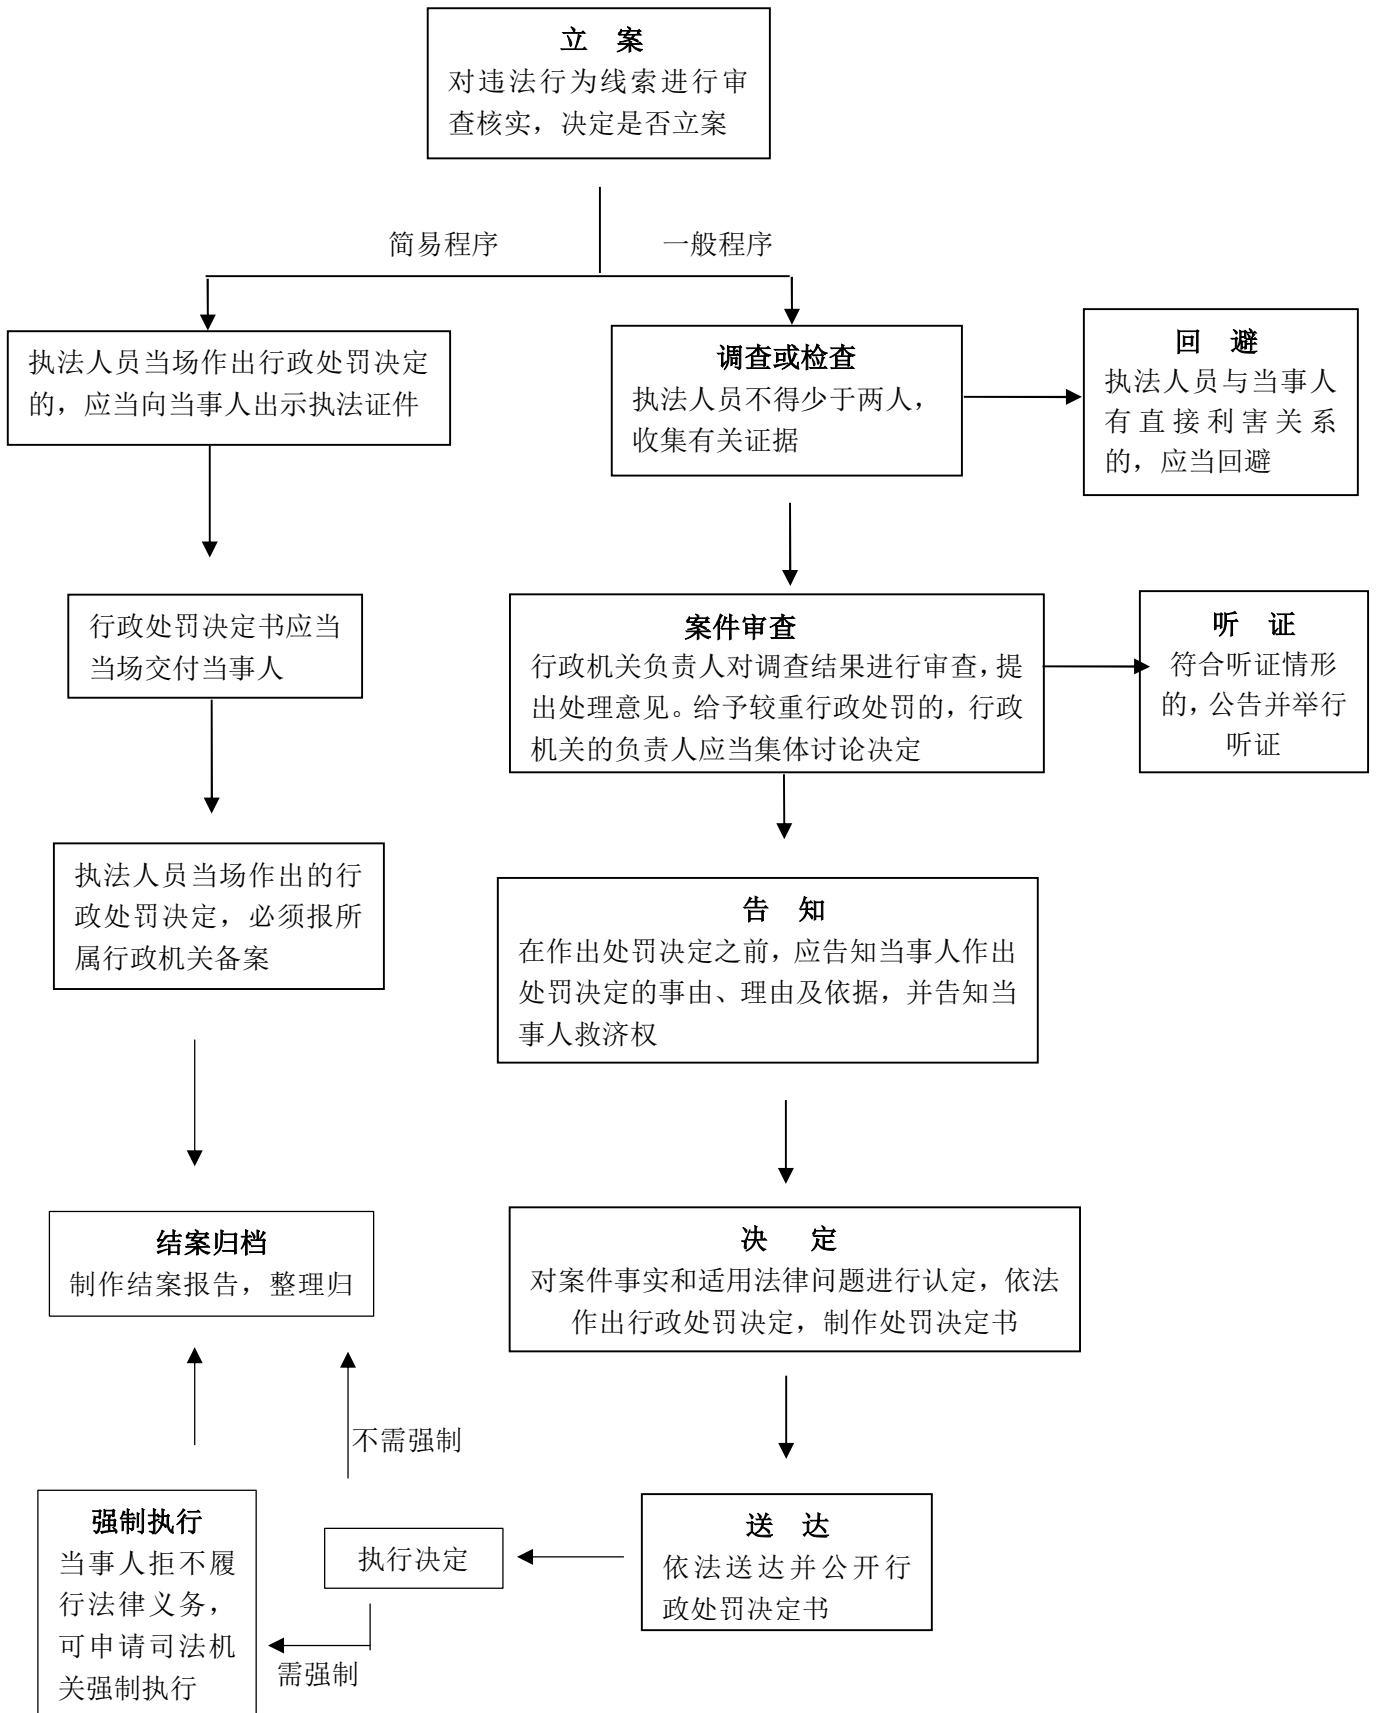 立　案
对违法行为线索进行审
查核实，决定是否立案
简易程序
一般程序
执法人员当场作出行政处罚决定
的，应当向当事人出示执法证件
调查或检查
执法人员不得少于两人，
收集有关证据
回　避
执法人员与当事人
有直接利害关系
的，应当回避
行政处罚决定书应当
当场交付当事人
案件审查
行政机关负责人对调查结果进行审查，提
出处理意见。给予较重行政处罚的，行政
机关的负责人应当集体讨论决定
听　证
符合听证情形
的，公告并举行
听证
执法人员当场作出的行
政处罚决定，必须报所
属行政机关备案
告　知
在作出处罚决定之前，应告知当事人作出
处罚决定的事由、理由及依据，并告知当
事人救济权
结案归档
制作结案报告，整理归
决　定
对案件事实和适用法律问题进行认定，依法
作出行政处罚决定，制作处罚决定书
不需强制
强制执行
当事人拒不履
行法律义务，
可申请司法机
关强制执行
执行决定
需强制
送　达
依法送达并公开行
政处罚决定书